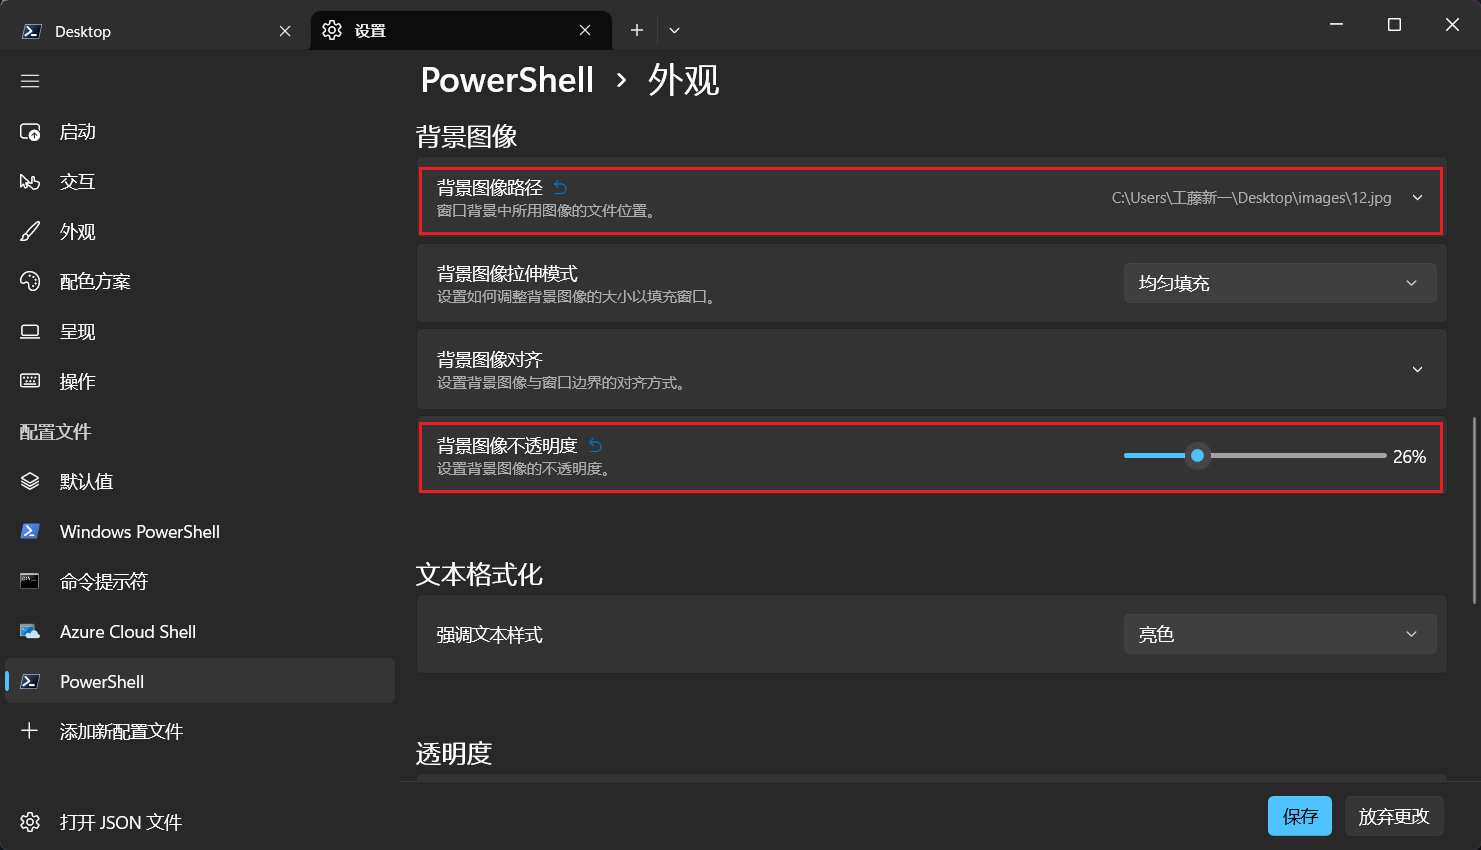 Desktop
设置
PowerShell › 外观
启动
交互
外观
配色方案
呈现
操作
配置文件
默认值
Windows PowerShell
命令提示符
Azure Cloud Shell
PowerShell
添加新配置文件
打开 JSON 文件
背景图像
背景图像路径
窗口背景中所用图像的文件位置。
C:\Users\工藤新一\Desktop\images\12.jpg
背景图像拉伸模式
设置如何调整背景图像的大小以填充窗口。
均匀填充
背景图像对齐
设置背景图像与窗口边界的对齐方式。
背景图像不透明度
设置背景图像的不透明度。
26%
文本格式化
强调文本样式
亮色
透明度
保存
放弃更改